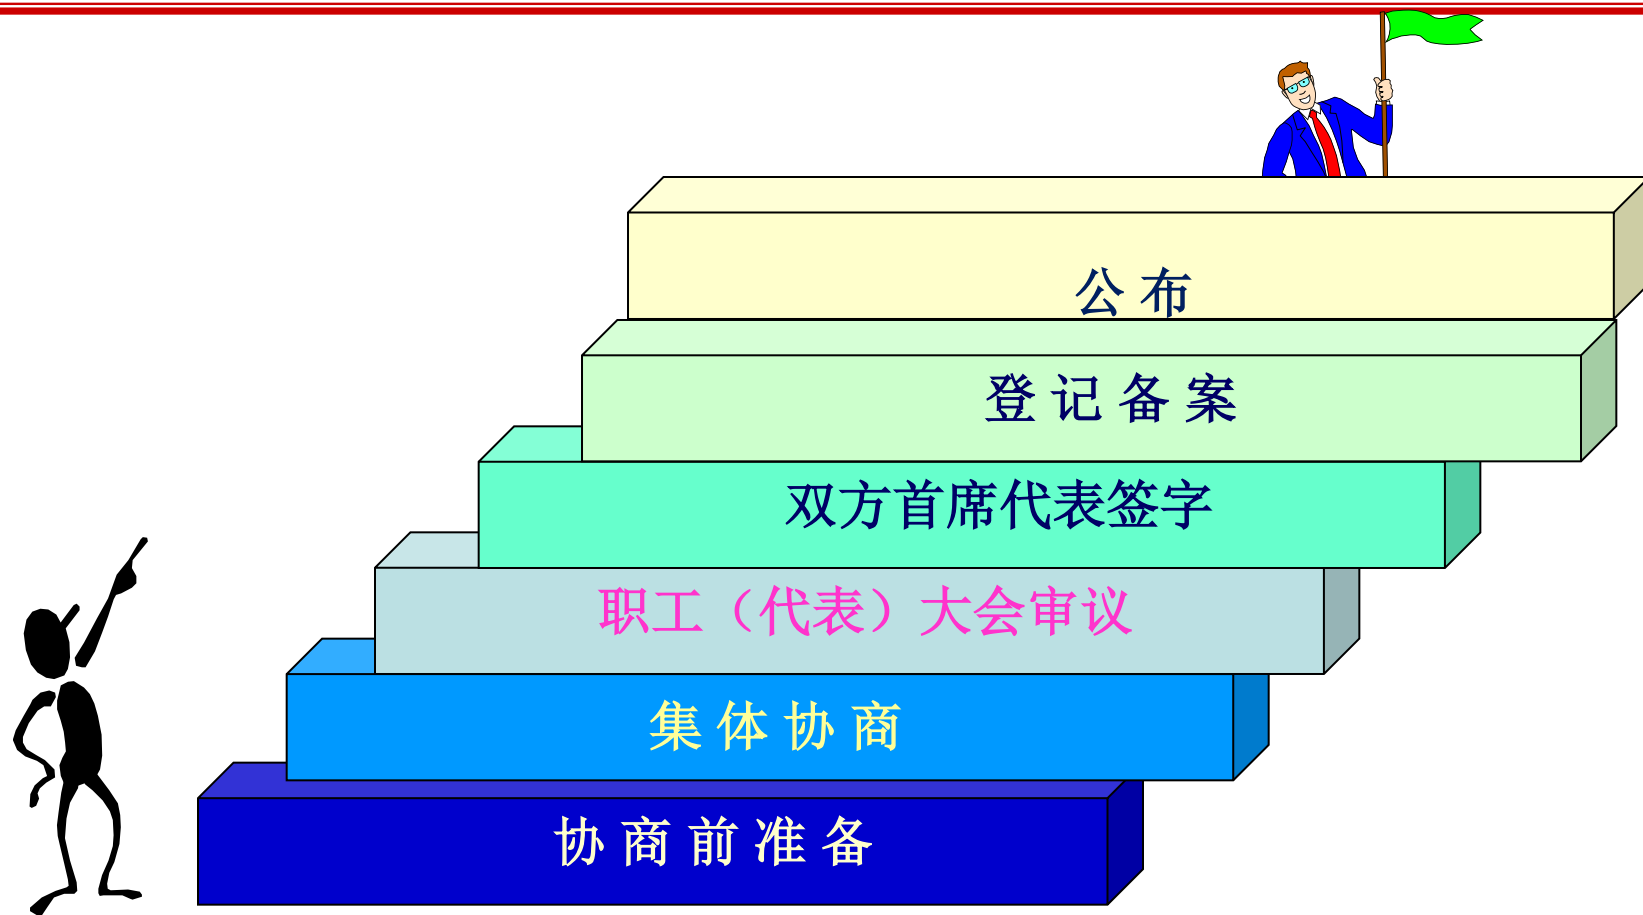 公 布
登 记 备 案
双方首席代表签字
职工（代表）大会审议
集 体 协 商
协 商 前 准 备